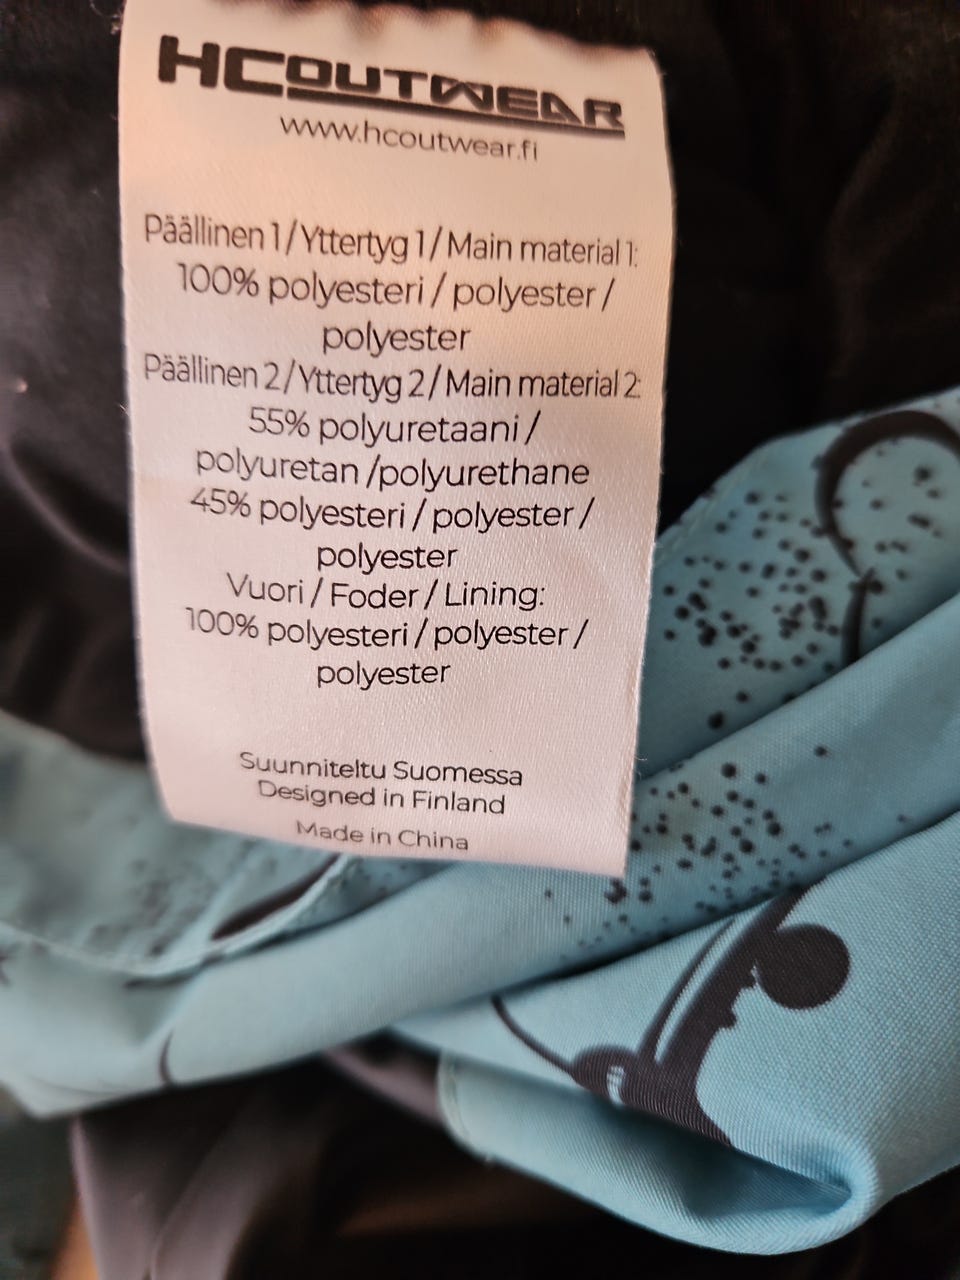 HCOUTWEAR
www.hcoutwear.fi
Päällinen 1 / Yttertyg 1 / Main material 1:
100% polyesteri / polyester /
polyester
Päällinen 2 / Yttertyg 2 / Main material 2:
55% polyuretaani /
polyuretan /polyurethane
45% polyesteri / polyester /
polyester
Vuori / Foder / Lining:
100% polyesteri / polyester /
polyester
Suunniteltu Suomessa
Designed in Finland
Made in China